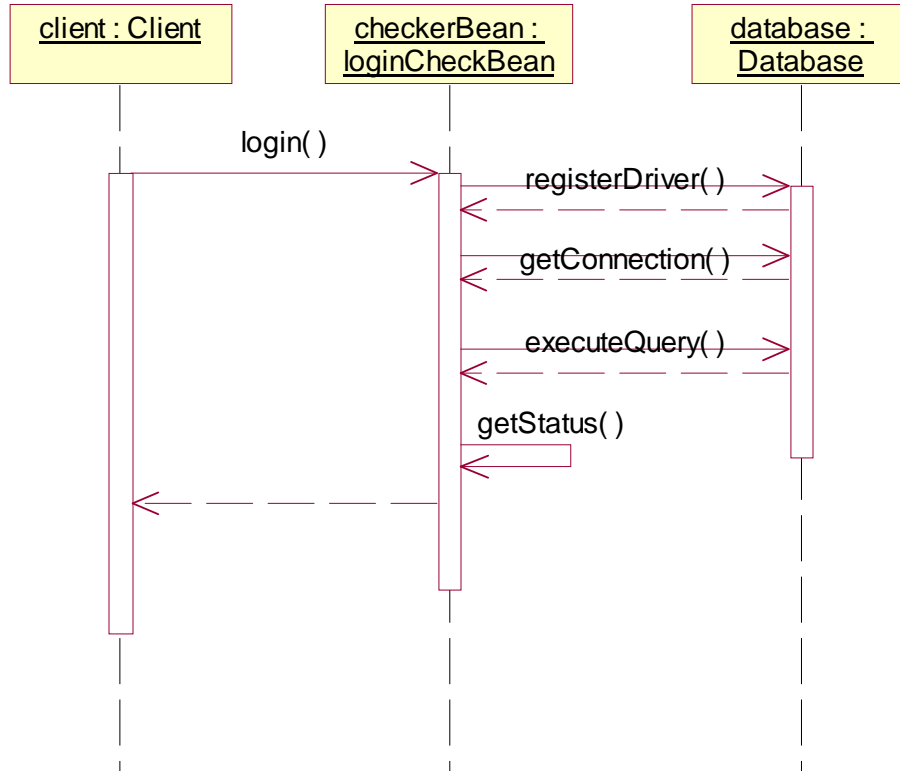 client : Client
checkerBean :
loginCheckBean
database :
Database
login( )
registerDriver( )
getConnection( )
executeQuery( )
getStatus( )